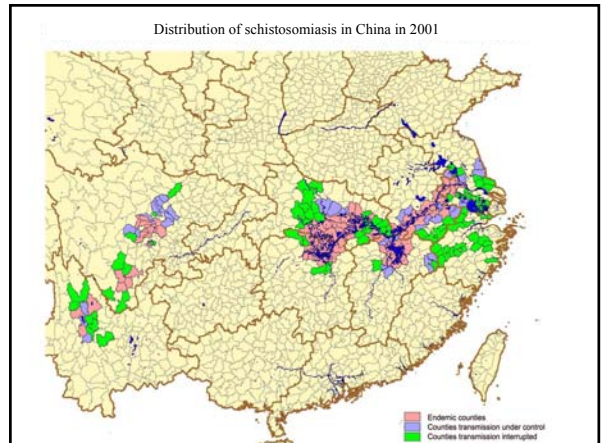 Distribution of schistosomiasis in China in 2001
Endemic counties
Counties transmission under control
Counties transmission interrupted